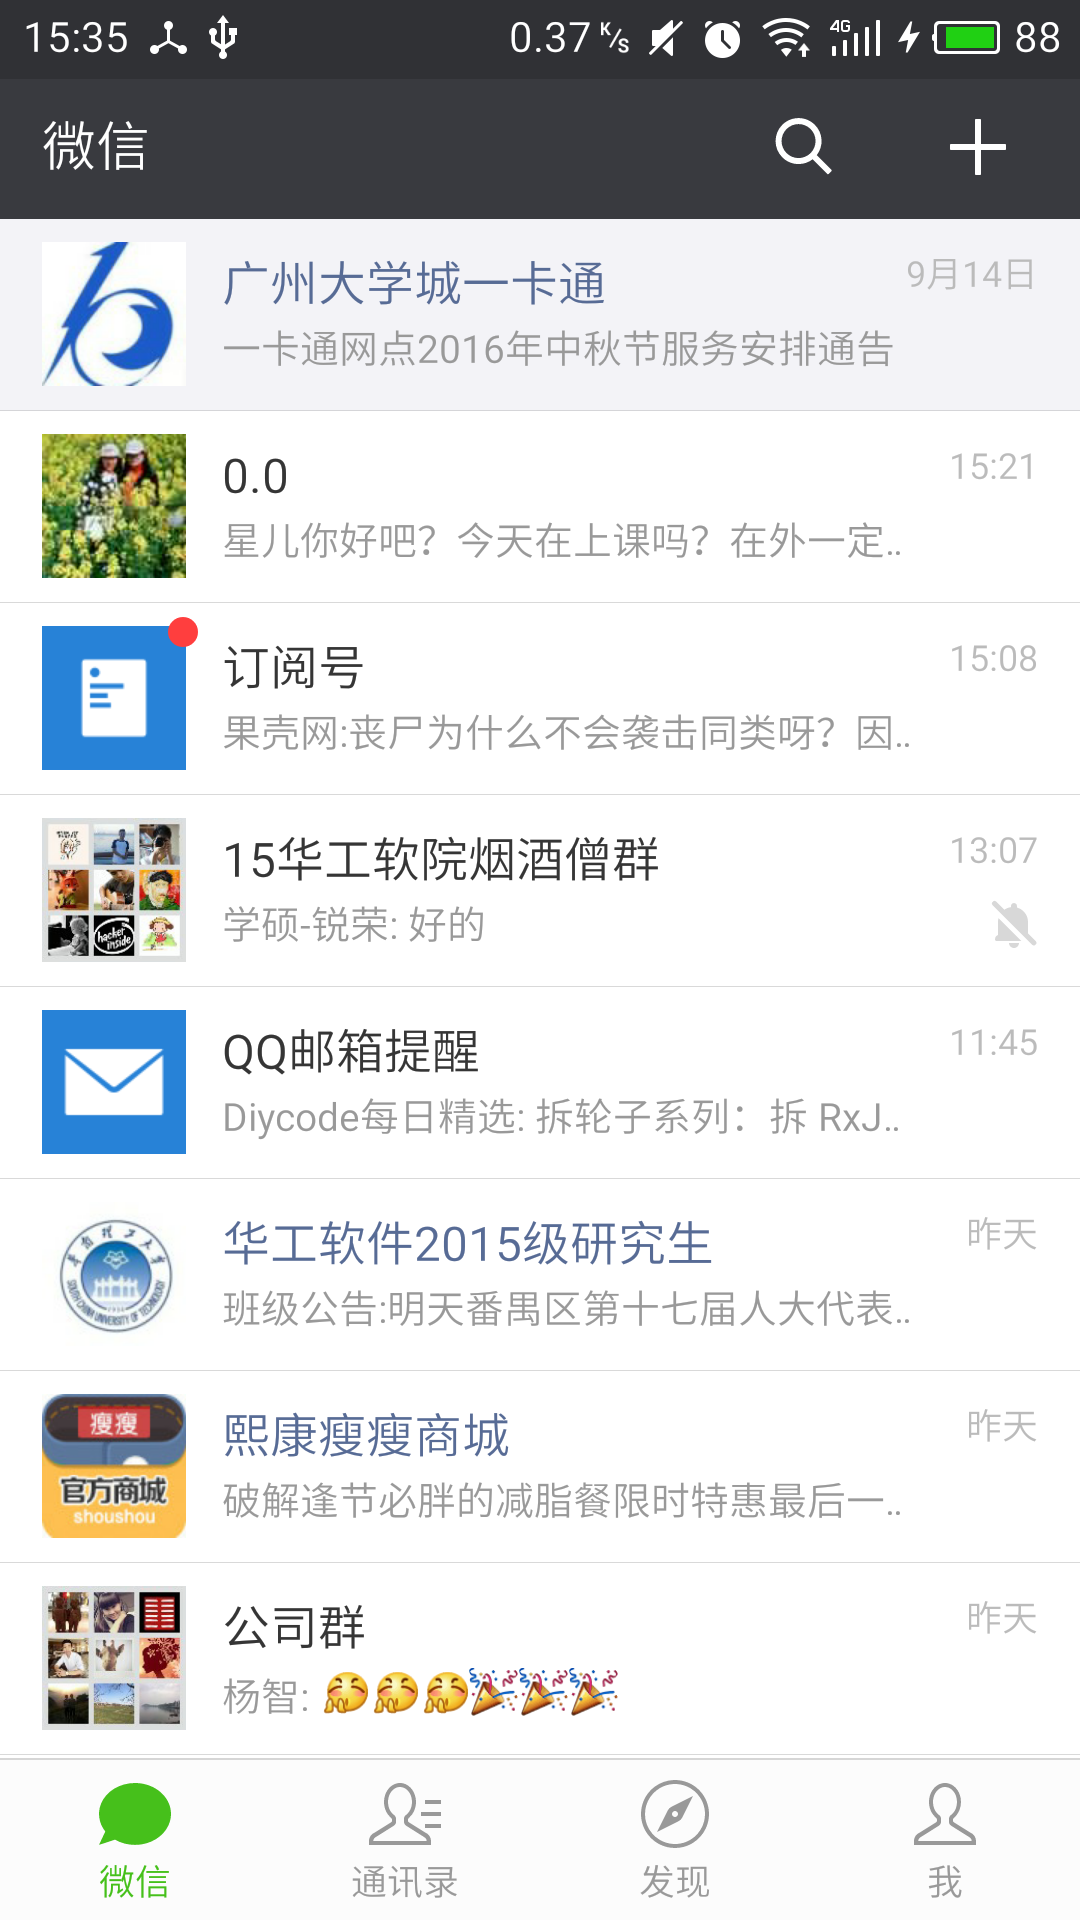 15:35 0.37 K/s 4G 88
微信
广州大学城一卡通 9月14日
一卡通网点2016年中秋节服务安排通告
0.0 15:21
星儿你好吧？今天在上课吗？在外一定..
订阅号 15:08
果壳网:丧尸为什么不会袭击同类呀？因..
15华工软院烟酒僧群 13:07
hacker inside
学硕-锐荣: 好的
QQ邮箱提醒 11:45
Diycode每日精选: 拆轮子系列：拆 RxJ..
华工软件2015级研究生 昨天
班级公告:明天番禺区第十七届人大代表..
瘦瘦
官方商城
shoushou
熙康瘦瘦商城 昨天
破解逢节必胖的减脂餐限时特惠最后一..
公司群 昨天
杨智: 😁😁😁🎉🎉🎉
微信 通讯录 发现 我